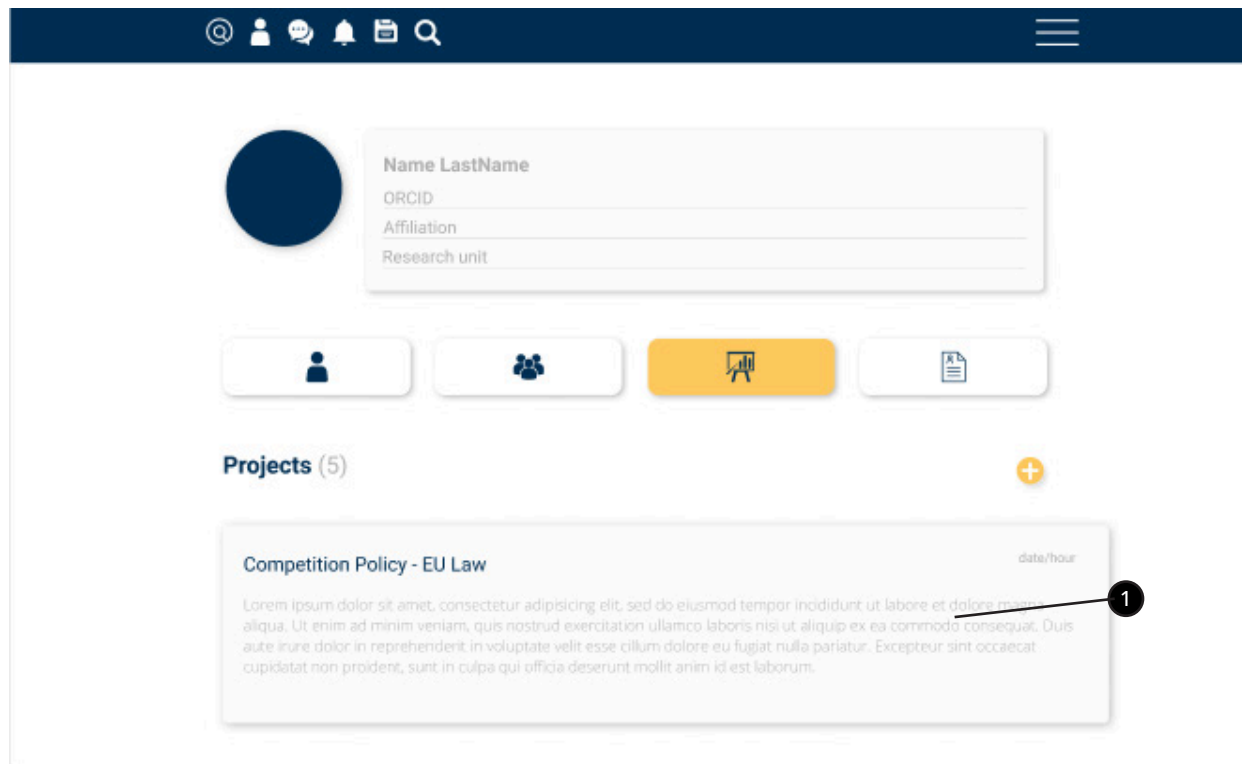 Name LastName
ORCID
Affiliation
Research unit
Projects (5)
Competition Policy - EU Law
date/hour
Lorem ipsum dolor sit amet, consectetur adipisicing elit, sed do eiusmod tempor incididunt ut labore et dolore magna
aliqua. Ut enim ad minim veniam, quis nostrud exercitation ullamco laboris nisi ut aliquip ex ea commodo consequat. Duis
aute irure dolor in reprehenderit in voluptate velit esse cillum dolore eu fugiat nulla pariatur. Excepteur sint occaecat
cupidatat non proident, sunt in culpa qui officia deserunt mollit anim id est laborum.
1